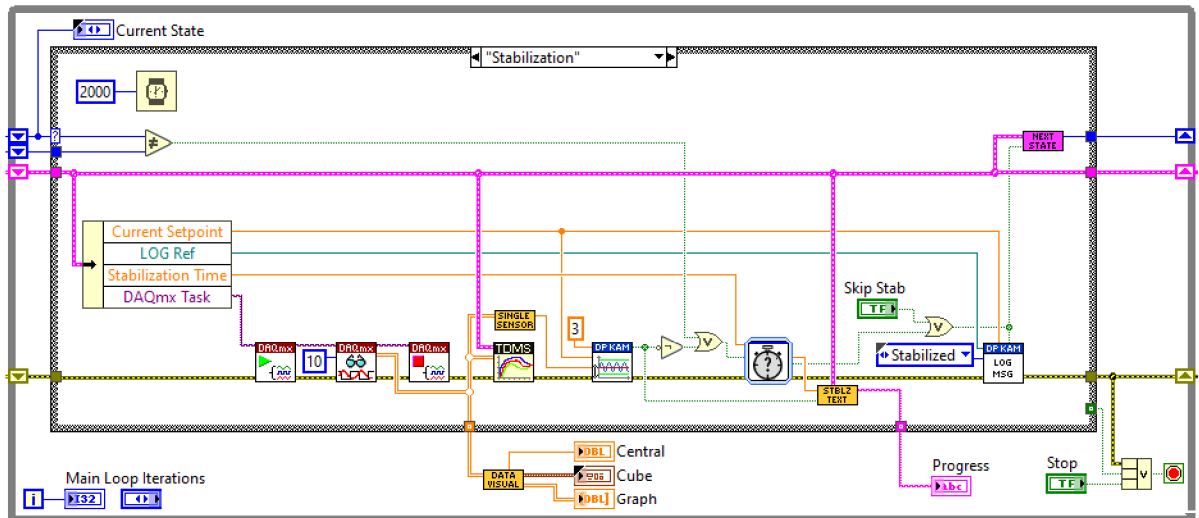 Current State
"Stabilization"
2000
?
≠
NEXT
STATE
Current Setpoint
LOG Ref
Stabilization Time
DAQmx Task
Skip Stab
TF
SINGLE
SENSOR
3
V
V
Stabilized
DAQmx
10
DAQmx
DAQmx
TDMS
DP KAM
?
DP KAM
LOG
MSG
STBLZ
TEXT
DATA
VISUAL
DBL
Central
Cube
DBL]
Graph
Main Loop Iterations
i
I32
Progress
abc
Stop
TF
V